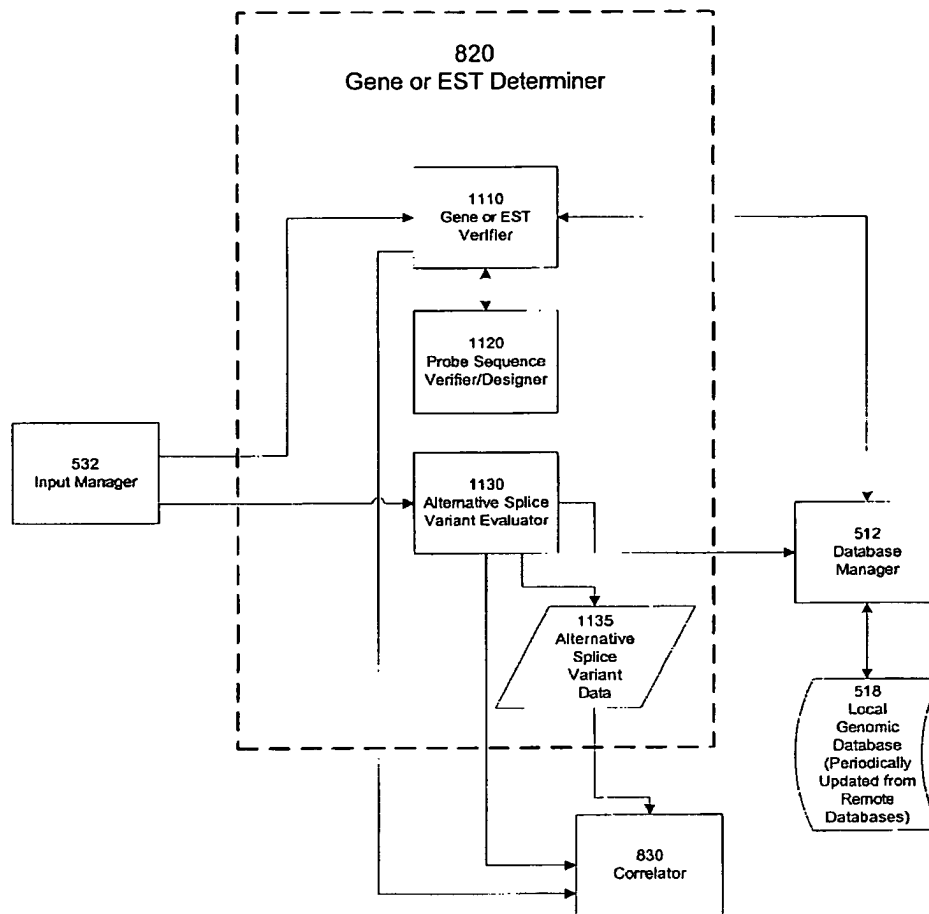 820
Gene or EST Determiner
1110
Gene or EST
Verifier
1120
Probe Sequence
Verifier/Designer
532
Input Manager
1130
Alternative Splice
Variant Evaluator
512
Database
Manager
1135
Alternative
Splice
Variant
Data
518
Local
Genomic
Database
(Periodically
Updated from
Remote
Databases)
830
Correlator